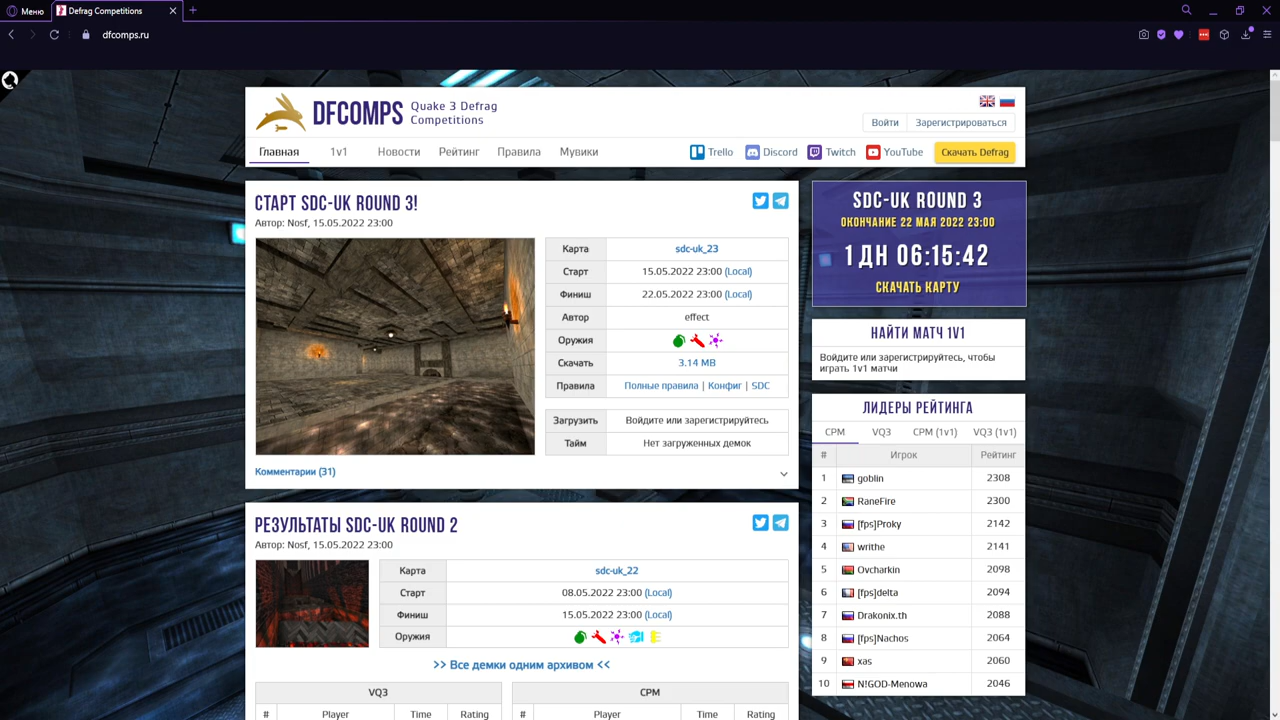 Меню
Defrag Competitions
dfcomps.ru
DFCOMPS
Quake 3 Defrag
Competitions
Войти
Зарегистрироваться
Главная
1v1
Новости
Рейтинг
Правила
Мувики
Trello
Discord
Twitch
YouTube
Скачать Defrag
СТАРТ SDC-UK ROUND 3!
Автор: Nosf, 15.05.2022 23:00
Карта sdc-uk_23
Старт 15.05.2022 23:00 (Local)
Финиш 22.05.2022 23:00 (Local)
Автор effect
Оружия
Скачать 3.14 MB
Правила Полные правила | Конфиг | SDC
Загрузить Войдите или зарегистрируйтесь
Тайм Нет загруженных демок
Комментарии (31)
РЕЗУЛЬТАТЫ SDC-UK ROUND 2
Автор: Nosf, 15.05.2022 23:00
Карта sdc-uk_22
Старт 08.05.2022 23:00 (Local)
Финиш 15.05.2022 23:00 (Local)
Оружия
>> Все демки одним архивом <<
VQ3
# Player Time Rating
CPM
# Player Time Rating
SDC-UK ROUND 3
ОКОНЧАНИЕ 22 МАЯ 2022 23:00
1 ДН 06:15:42
СКАЧАТЬ КАРТУ
НАЙТИ МАТЧ 1V1
Войдите или зарегистрируйтесь, чтобы
играть 1v1 матчи
ЛИДЕРЫ РЕЙТИНГА
CPM VQ3 CPM (1v1) VQ3 (1v1)
# Игрок Рейтинг
1 goblin 2308
2 RaneFire 2300
3 [fps]Proky 2142
4 writhe 2141
5 Ovcharkin 2098
6 [fps]delta 2094
7 Drakonix.th 2088
8 [fps]Nachos 2064
9 xas 2060
10 N!GOD-Menowa 2046